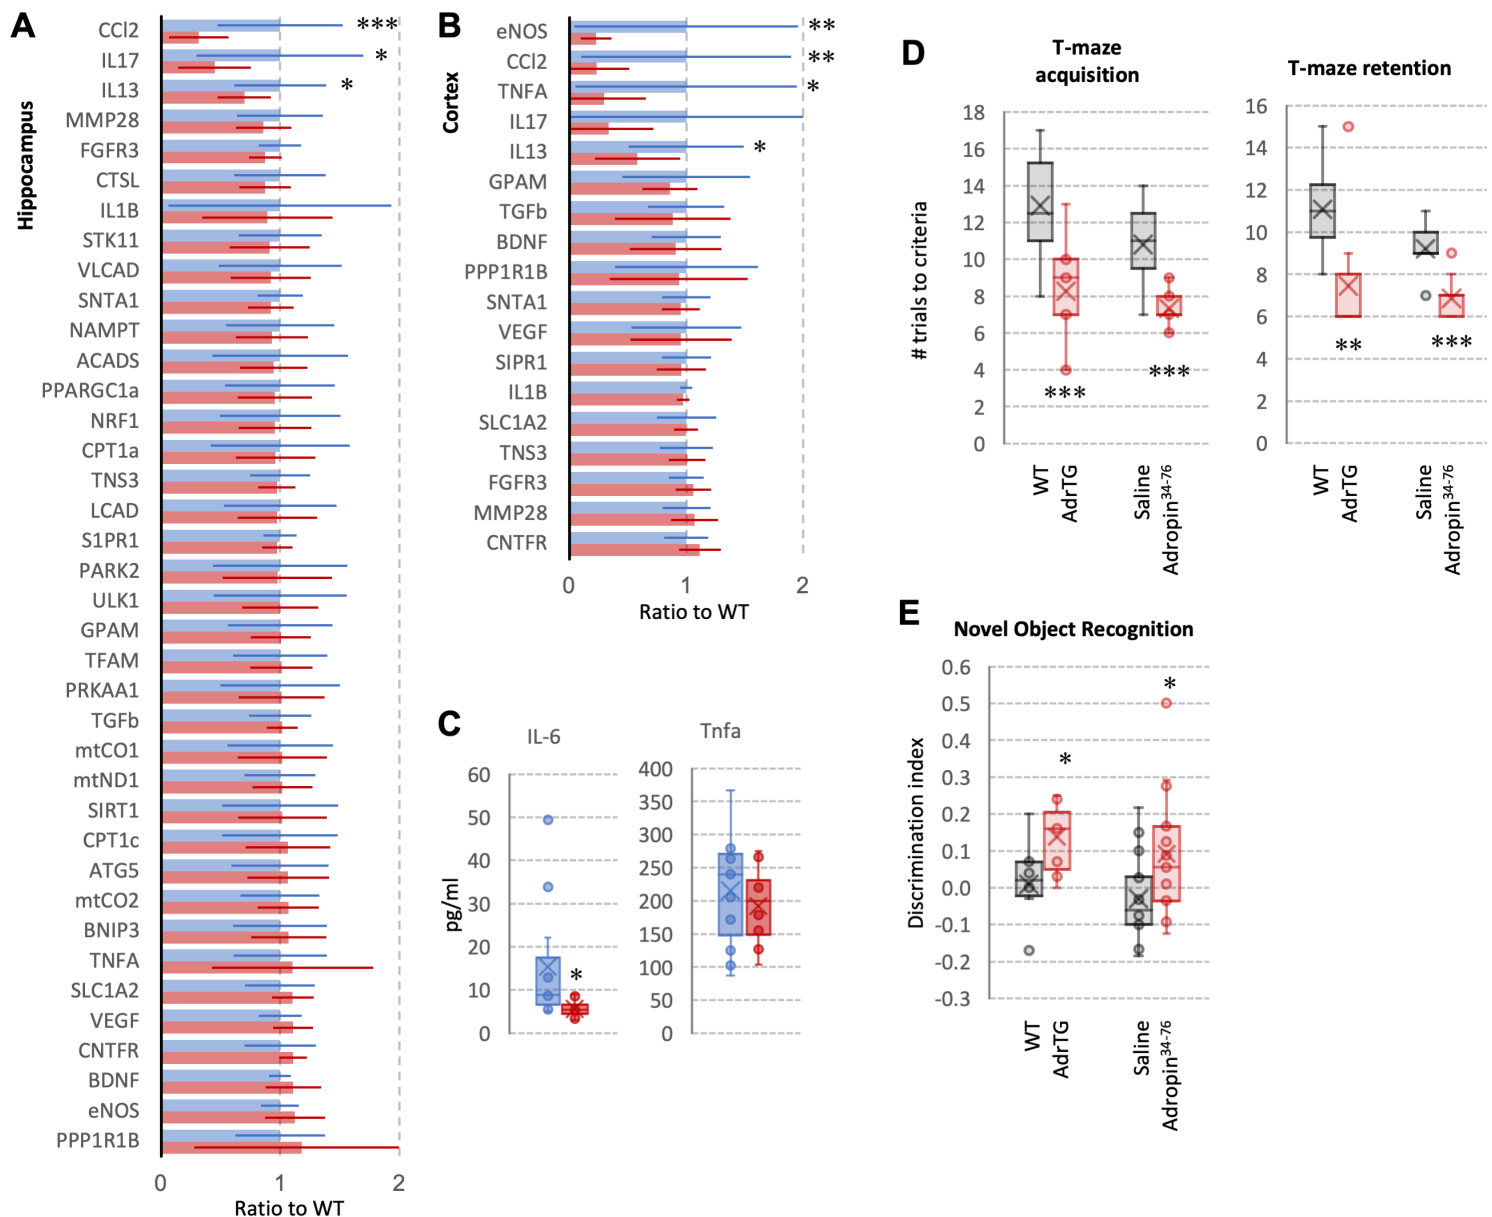 A
Hippocampus
CCl2
***
IL17
*
IL13
*
MMP28
FGFR3
CTSL
IL1B
STK11
VLCAD
SNTA1
NAMPT
ACADS
PPARGC1a
NRF1
CPT1a
TNS3
LCAD
S1PR1
PARK2
ULK1
GPAM
TFAM
PRKAA1
TGFb
mtCO1
mtND1
SIRT1
CPT1c
ATG5
mtCO2
BNIP3
TNFA
SLC1A2
VEGF
CNTFR
BDNF
eNOS
PPP1R1B
0 1 2
Ratio to WT
B
Cortex
eNOS
**
CCl2
**
TNFA
*
IL17
IL13
*
GPAM
TGFb
BDNF
PPP1R1B
SNTA1
VEGF
SIPR1
IL1B
SLC1A2
TNS3
FGFR3
MMP28
CNTFR
0 1 2
Ratio to WT
C
IL-6
pg/ml
60
50
40
30
20
10
0
*
Tnfa
400
350
300
250
200
150
100
50
0
D
T-maze
acquisition
# trials to criteria
18
16
14
12
10
8
6
4
2
0
***
***
WT
AdrTG
Saline
Adropin34-76
T-maze retention
16
14
12
10
8
6
4
2
0
**
***
WT
AdrTG
Saline
Adropin34-76
E
Novel Object Recognition
Discrimination index
0.6
0.5
0.4
0.3
0.2
0.1
0.0
-0.1
-0.2
-0.3
*
*
WT
AdrTG
Saline
Adropin34-76